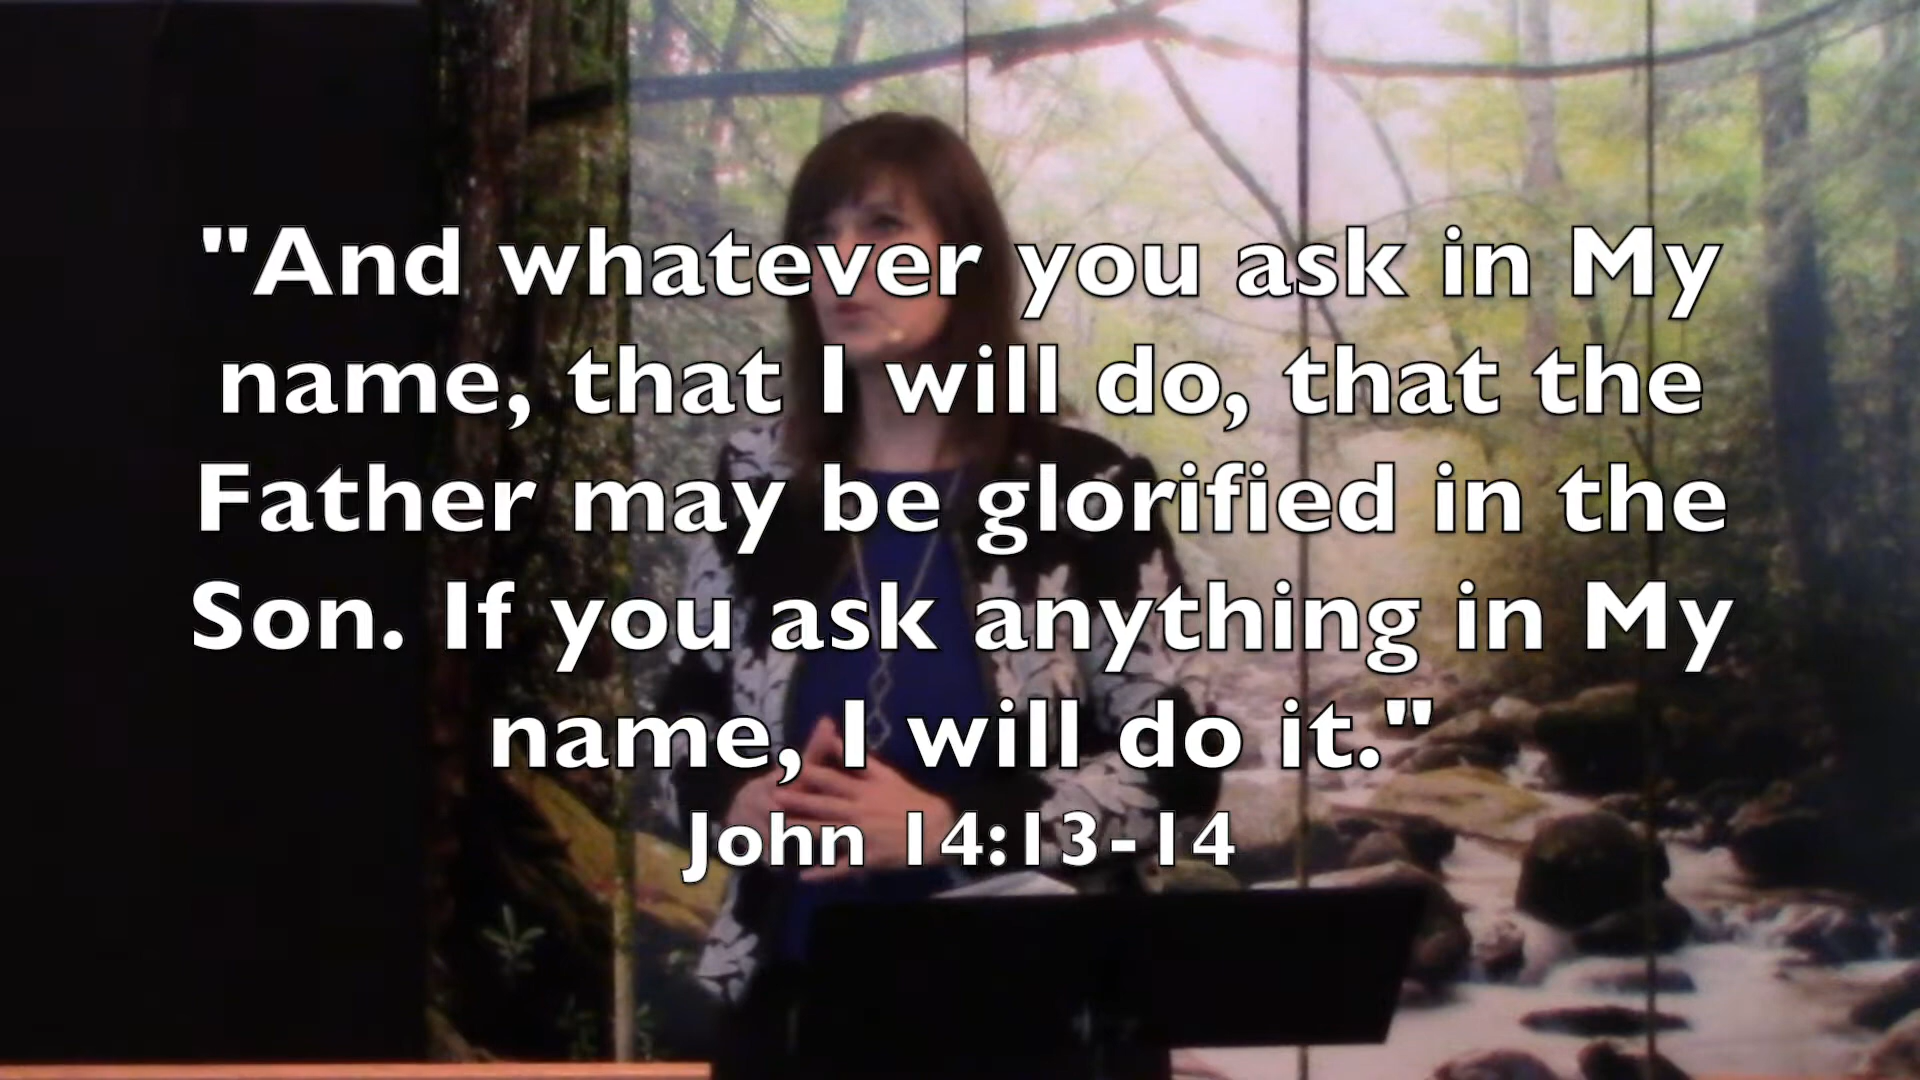 "And whatever you ask in My
name, that I will do, that the
Father may be glorified in the
Son. If you ask anything in My
name, I will do it."
John 14:13-14